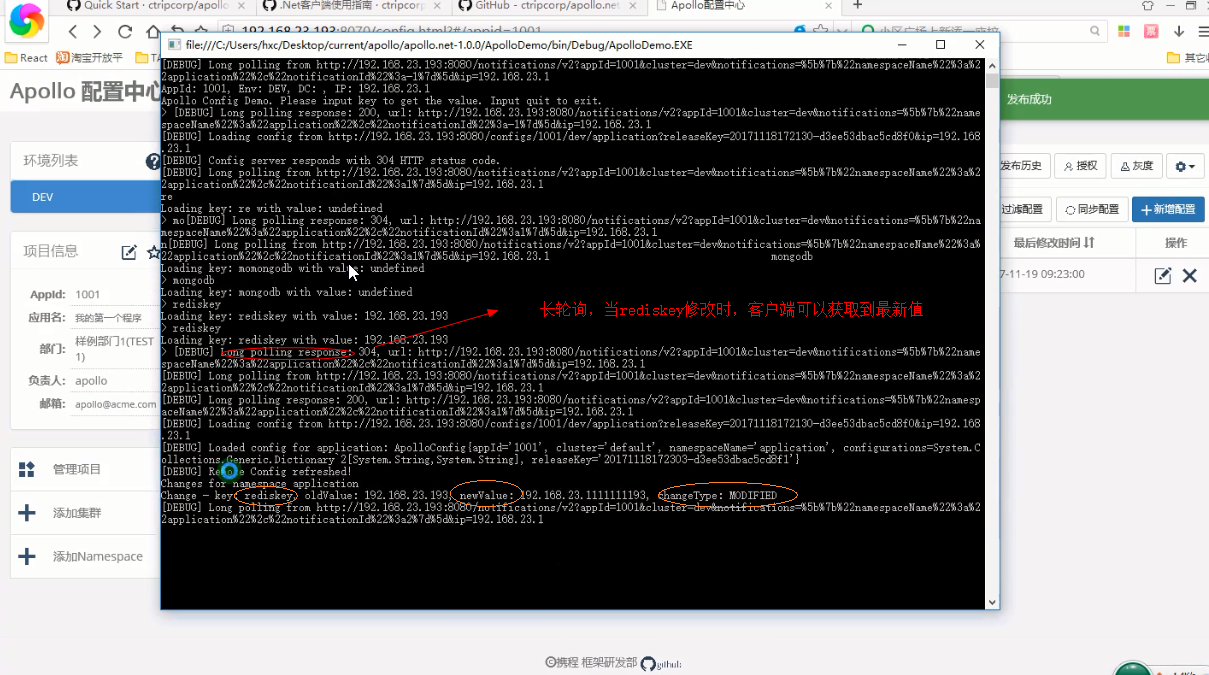 Quick Start · ctripcorp/apollo
.Net客户端使用指南 · ctripcorp
GitHub - ctripcorp/apollo.net
Apollo配置中心
React
淘宝开放平
Apollo 配置中心
发布成功
环境列表
DEV
发布历史
授权
灰度
过滤配置
同步配置
新增配置
项目信息
最后修改时间
操作
7-11-19 09:23:00
AppId: 1001
应用名: 我的第一个程序
部门: 样例部门1(TEST
1)
负责人: apollo
邮箱: apollo@acme.com
管理项目
添加集群
添加Namespace
file:///C:/Users/hxc/Desktop/current/apollo/apollo.net-1.0.0/ApolloDemo/bin/Debug/ApolloDemo.EXE
[DEBUG] Long polling from http://192.168.23.193:8080/notifications/v2?appId=1001&cluster=dev&notifications=%5b%7b%22namespaceName%22%3a%2
2application%22%2c%22notificationId%22%3a-1%7d%5d&ip=192.168.23.1
AppId: 1001, Env: DEV, DC: , IP: 192.168.23.1
Apollo Config Demo. Please input key to get the value. Input quit to exit.
> [DEBUG] Long polling response: 200, url: http://192.168.23.193:8080/notifications/v2?appId=1001&cluster=dev&notifications=%5b%7b%22name
spaceName%22%3a%22application%22%2c%22notificationId%22%3a-1%7d%5d&ip=192.168.23.1
[DEBUG] Loading config from http://192.168.23.193:8080/configs/1001/dev/application?releaseKey=20171118172130-d3ee53dbac5cd8f0&ip=192.168
.23.1
[DEBUG] Config server responds with 304 HTTP status code.
[DEBUG] Long polling from http://192.168.23.193:8080/notifications/v2?appId=1001&cluster=dev&notifications=%5b%7b%22namespaceName%22%3a%2
2application%22%2c%22notificationId%22%3a1%7d%5d&ip=192.168.23.1
re
Loading key: re with value: undefined
> mo[DEBUG] Long polling response: 304, url: http://192.168.23.193:8080/notifications/v2?appId=1001&cluster=dev&notifications=%5b%7b%22na
mespaceName%22%3a%22application%22%2c%22notificationId%22%3a1%7d%5d&ip=192.168.23.1
n[DEBUG] Long polling from http://192.168.23.193:8080/notifications/v2?appId=1001&cluster=dev&notifications=%5b%7b%22namespaceName%22%3a%
22application%22%2c%22notificationId%22%3a1%7d%5d&ip=192.168.23.1 mongodb
Loading key: momongodb with value: undefined
> mongodb
Loading key: mongodb with value: undefined
> rediskey
Loading key: rediskey with value: 192.168.23.193
> rediskey
Loading key: rediskey with value: 192.168.23.193
长轮询，当rediskey修改时，客户端可以获取到最新值
> [DEBUG] Long polling response: 304, url: http://192.168.23.193:8080/notifications/v2?appId=1001&cluster=dev&notifications=%5b%7b%22name
spaceName%22%3a%22application%22%2c%22notificationId%22%3a1%7d%5d&ip=192.168.23.1
[DEBUG] Long polling from http://192.168.23.193:8080/notifications/v2?appId=1001&cluster=dev&notifications=%5b%7b%22namespaceName%22%3a%2
2application%22%2c%22notificationId%22%3a1%7d%5d&ip=192.168.23.1
[DEBUG] Long polling response: 200, url: http://192.168.23.193:8080/notifications/v2?appId=1001&cluster=dev&notifications=%5b%7b%22namesp
aceName%22%3a%22application%22%2c%22notificationId%22%3a1%7d%5d&ip=192.168.23.1
[DEBUG] Loading config from http://192.168.23.193:8080/configs/1001/dev/application?releaseKey=20171118172130-d3ee53dbac5cd8f0&ip=192.168
.23.1
[DEBUG] Loaded config for application: ApolloConfig{appId='1001', cluster='default', namespaceName='application', configurations=System.C
ollections.Generic.Dictionary`2[System.String,System.String], releaseKey='20171118172303-d3ee53dbac5cd8f1'}
[DEBUG] Config refreshed!
Changes for namespace application
Change - key: rediskey, oldValue: 192.168.23.193, newValue: 192.168.23.1111111193, changeType: MODIFIED
[DEBUG] Long polling from http://192.168.23.193:8080/notifications/v2?appId=1001&cluster=dev&notifications=%5b%7b%22namespaceName%22%3a%2
2application%22%2c%22notificationId%22%3a2%7d%5d&ip=192.168.23.1
©携程 框架研发部 github